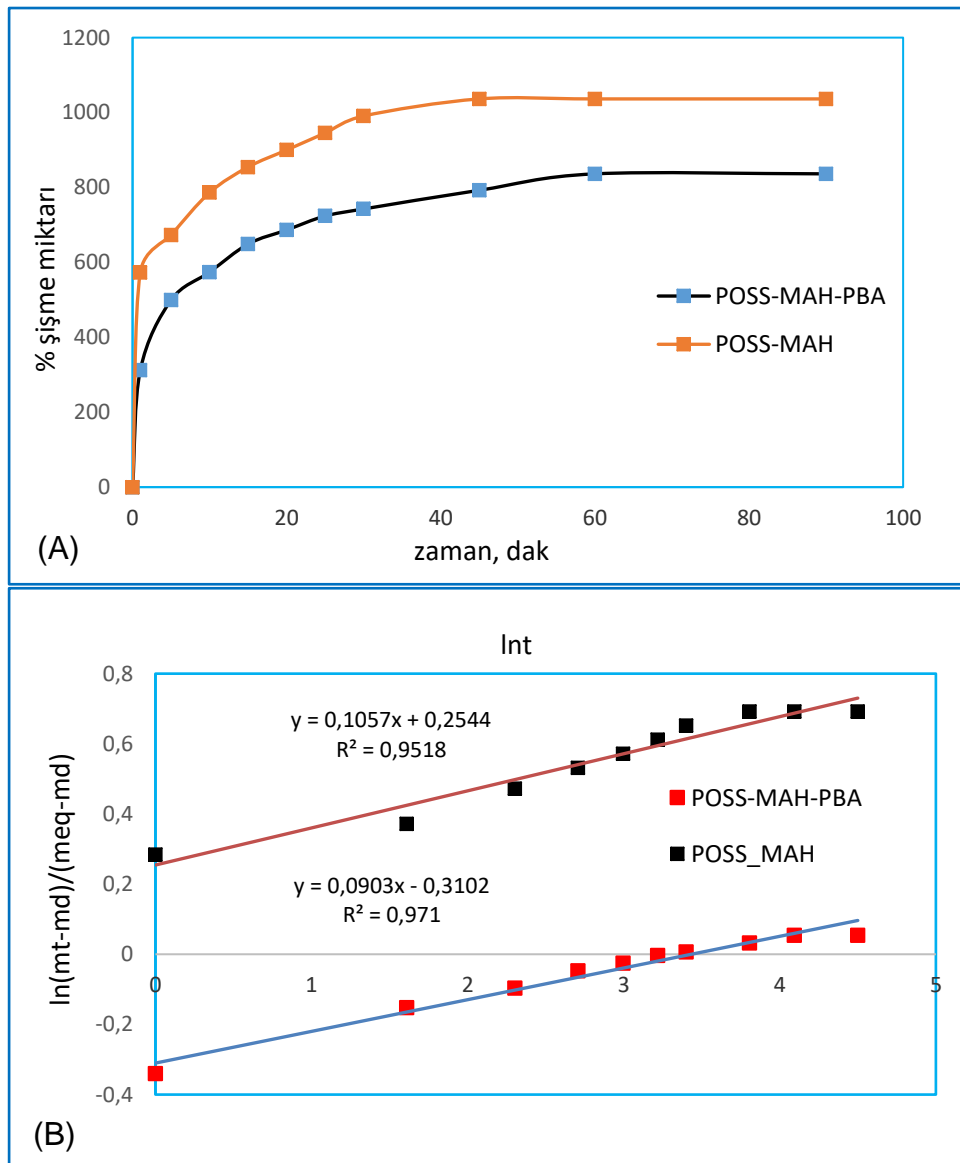 1200
1000
800
600
400
200
0
% şişme miktarı
POSS-MAH-PBA
POSS-MAH
0 20 40 60 80 100
zaman, dak
(A)
lnt
0,8
0,6
0,4
0,2
0
-0,2
-0,4
ln(mt-md)/(meq-md)
y = 0,1057x + 0,2544
R² = 0,9518
POSS-MAH-PBA
POSS_MAH
y = 0,0903x - 0,3102
R² = 0,971
0 1 2 3 4 5
(B)